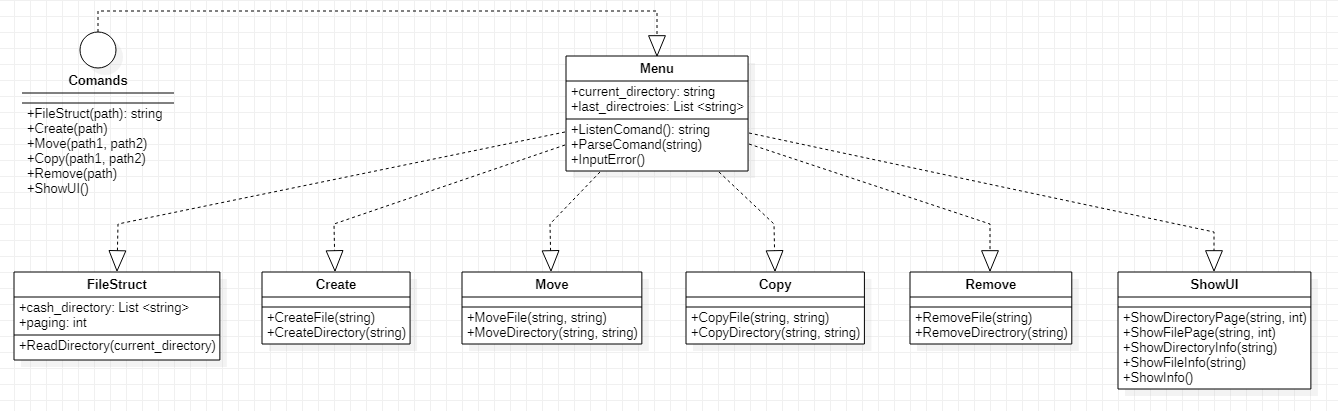 Comands
+FileStruct(path): string
+Create(path)
+Move(path1, path2)
+Copy(path1, path2)
+Remove(path)
+ShowUI()
Menu
+current_directory: string
+last_directroies: List <string>
+ListenComand(): string
+ParseComand(string)
+InputError()
FileStruct
+cash_directory: List <string>
+paging: int
+ReadDirectory(current_directory)
Create
+CreateFile(string)
+CreateDirectory(string)
Move
+MoveFile(string, string)
+MoveDirectory(string, string)
Copy
+CopyFile(string, string)
+CopyDirectory(string, string)
Remove
+RemoveFile(string)
+RemoveDirectrory(string)
ShowUI
+ShowDirectoryPage(string, int)
+ShowFilePage(string, int)
+ShowDirectoryInfo(string)
+ShowFileInfo(string)
+ShowInfo()